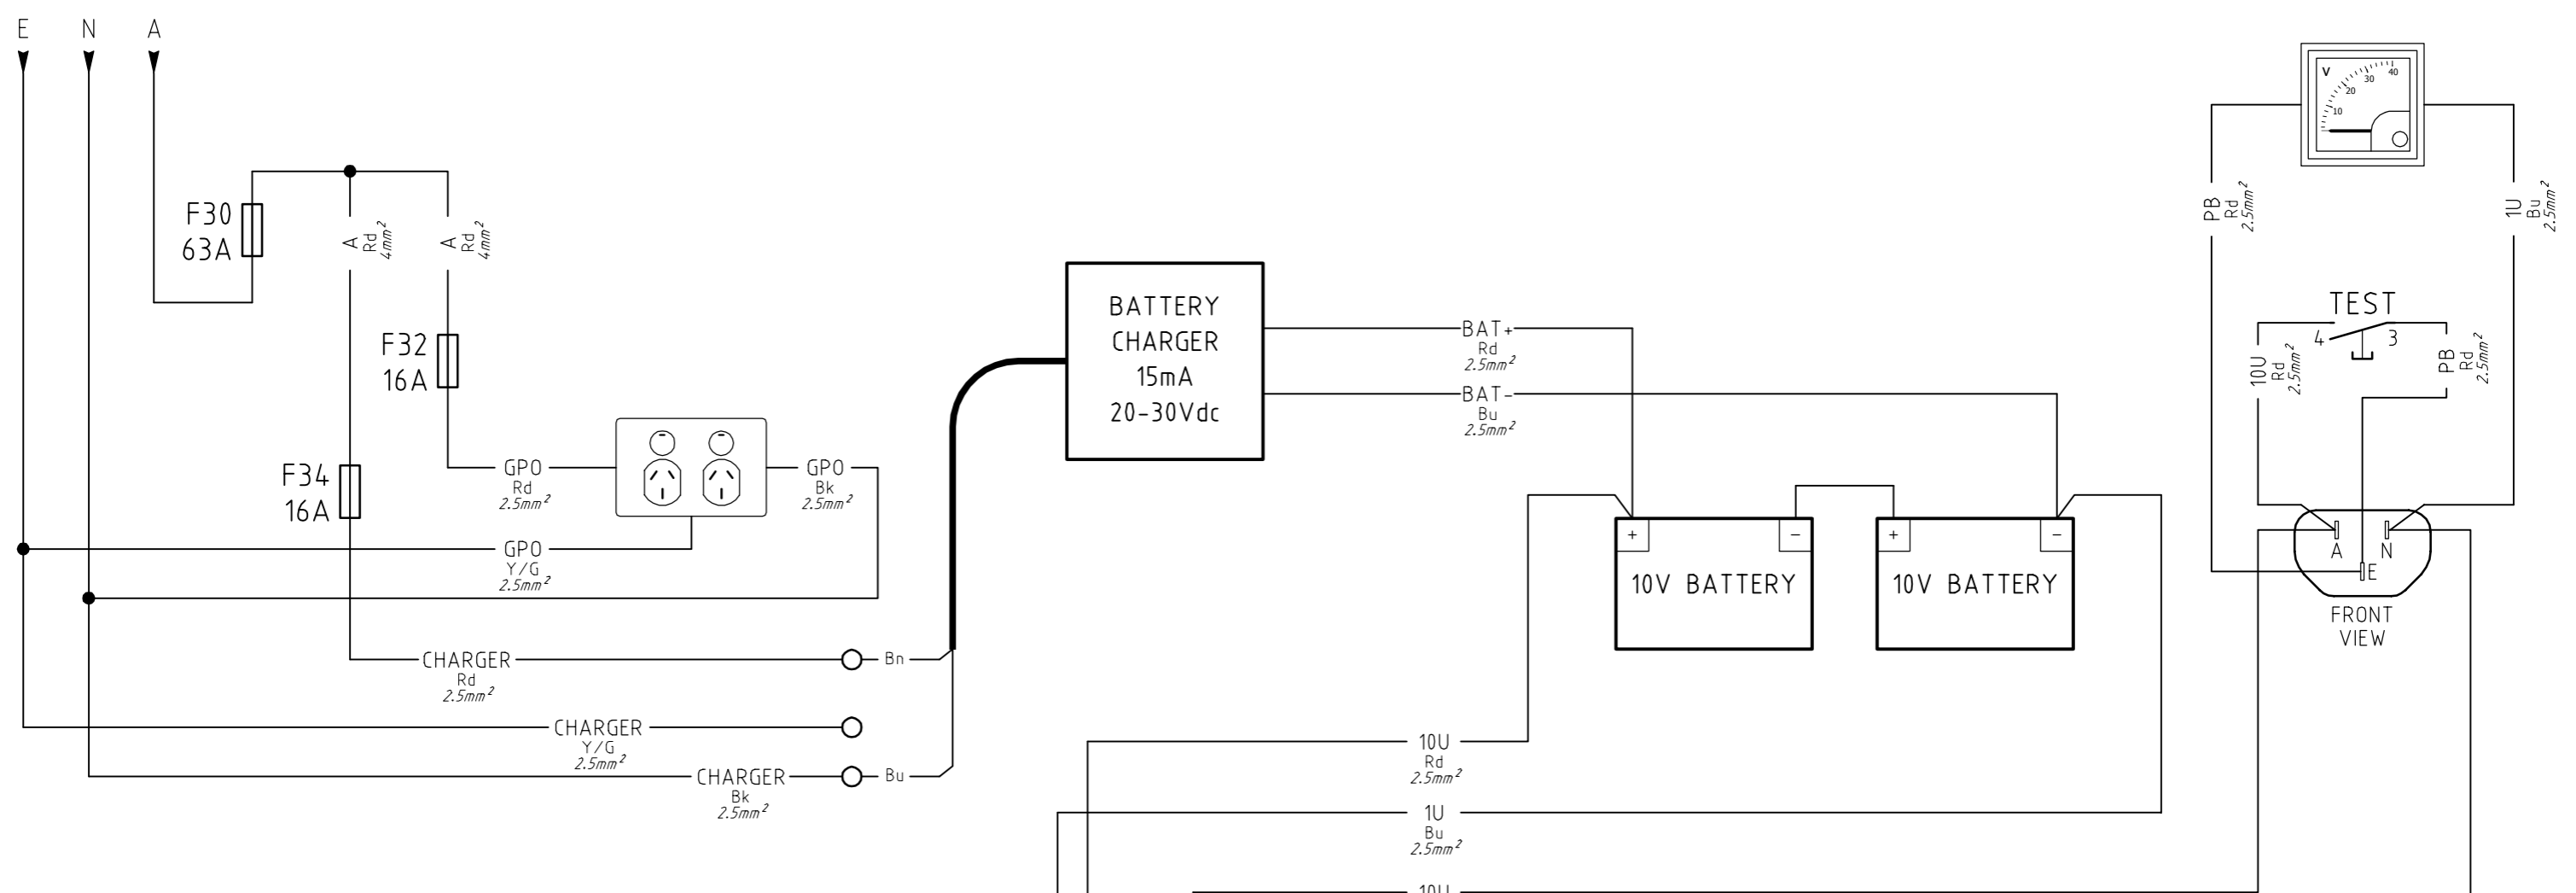 E N A
F30
63A
A
Rd
4mm²
A
Rd
4mm²
F32
16A
F34
16A
GPO
Rd
2.5mm²
GPO
Bk
2.5mm²
GPO
Y/G
2.5mm²
CHARGER
Rd
2.5mm²
Bn
CHARGER
Y/G
2.5mm²
CHARGER
Bk
2.5mm²
Bu
BATTERY
CHARGER
15mA
20-30Vdc
BAT+
Rd
2.5mm²
BAT-
Bu
2.5mm²
+ -
10V BATTERY
+ -
10V BATTERY
10U
Rd
2.5mm²
1U
Bu
2.5mm²
10U
V
10 20 30 40
PB
Rd
2.5mm²
1U
Bu
2.5mm²
TEST
4 3
10U
Rd
2.5mm²
PB
Rd
2.5mm²
A N
E
FRONT
VIEW